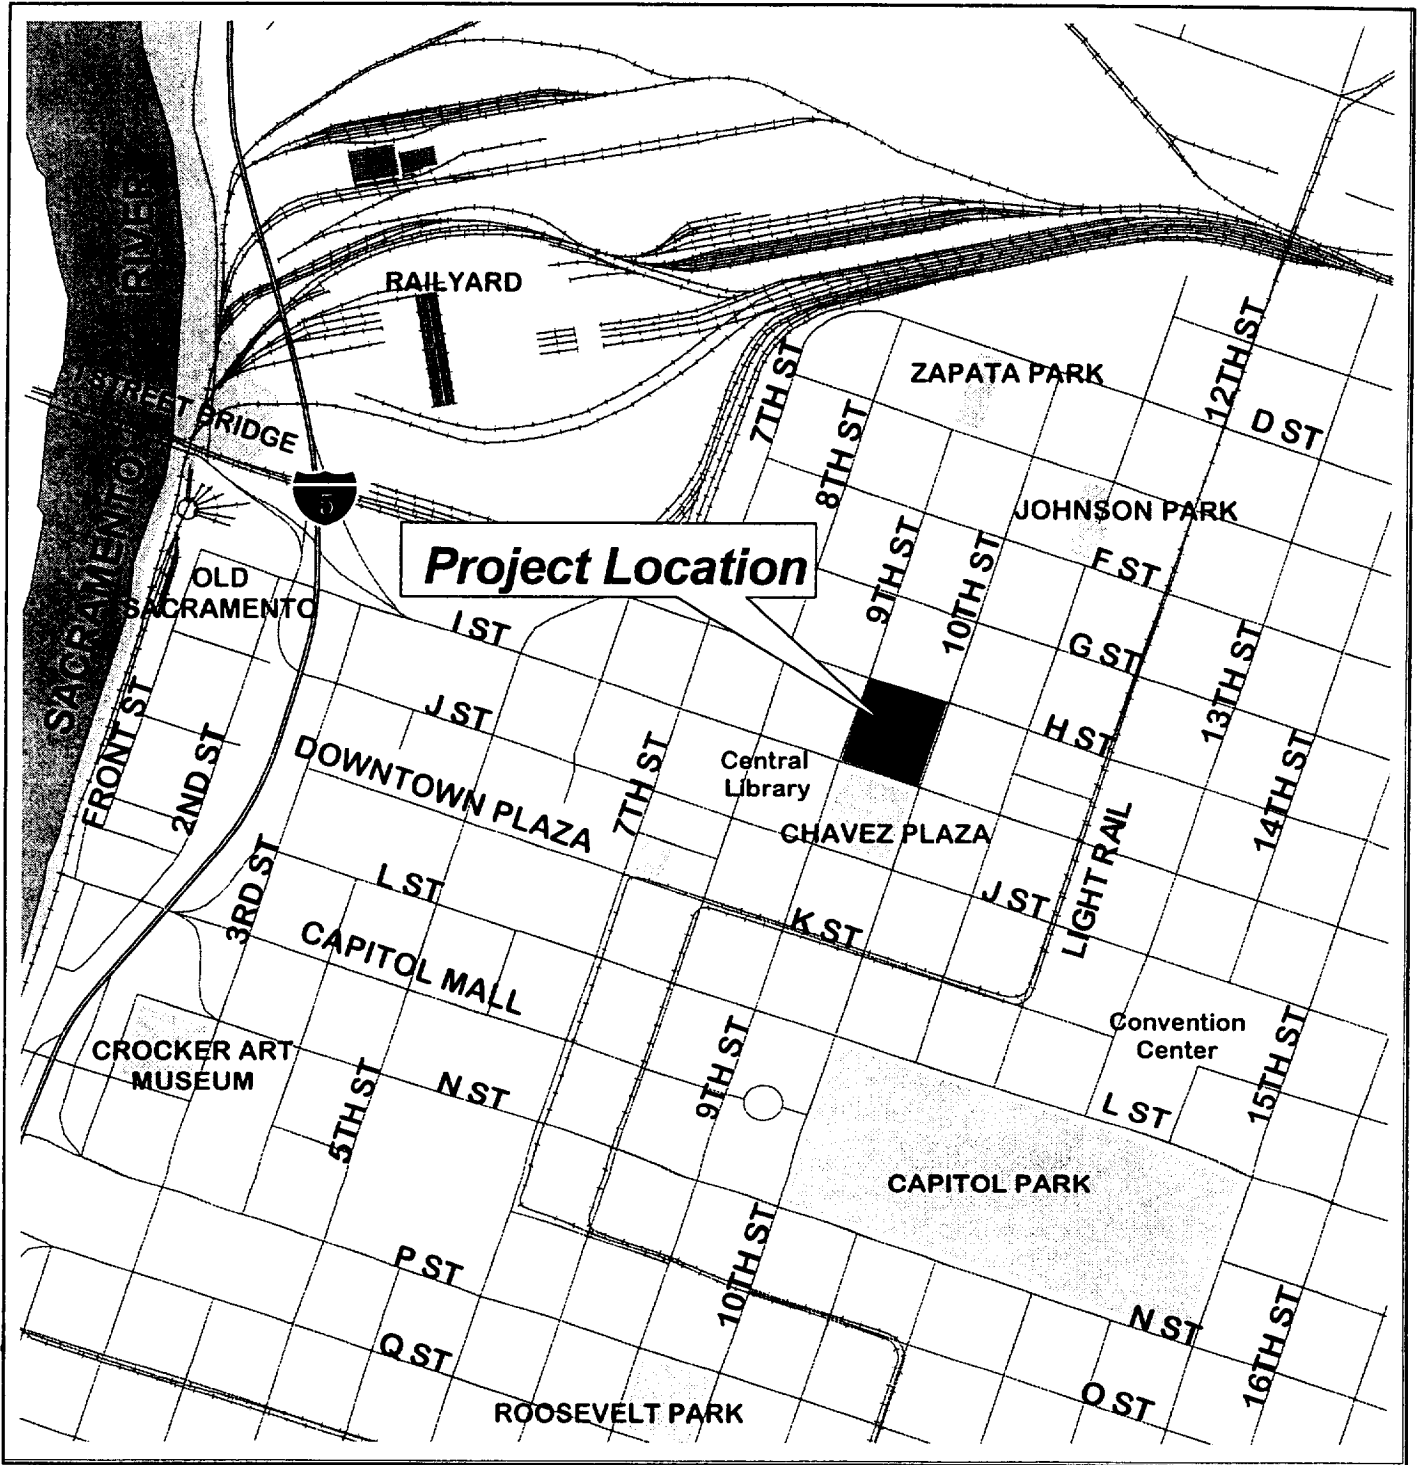 SACRAMENTO RIVER
RAILYARD
I STREET BRIDGE
5
OLD
SACRAMENTO
Project Location
ZAPATA PARK
JOHNSON PARK
12TH ST
D ST
7TH ST
8TH ST
9TH ST
10TH ST
F ST
G ST
H ST
13TH ST
14TH ST
I ST
J ST
FRONT ST
2ND ST
3RD ST
DOWNTOWN PLAZA
7TH ST
Central
Library
CHAVEZ PLAZA
LIGHT RAIL
J ST
K ST
L ST
CAPITOL MALL
CROCKER ART
MUSEUM
5TH ST
N ST
9TH ST
Convention
Center
15TH ST
L ST
CAPITOL PARK
10TH ST
P ST
Q ST
ROOSEVELT PARK
N ST
O ST
16TH ST